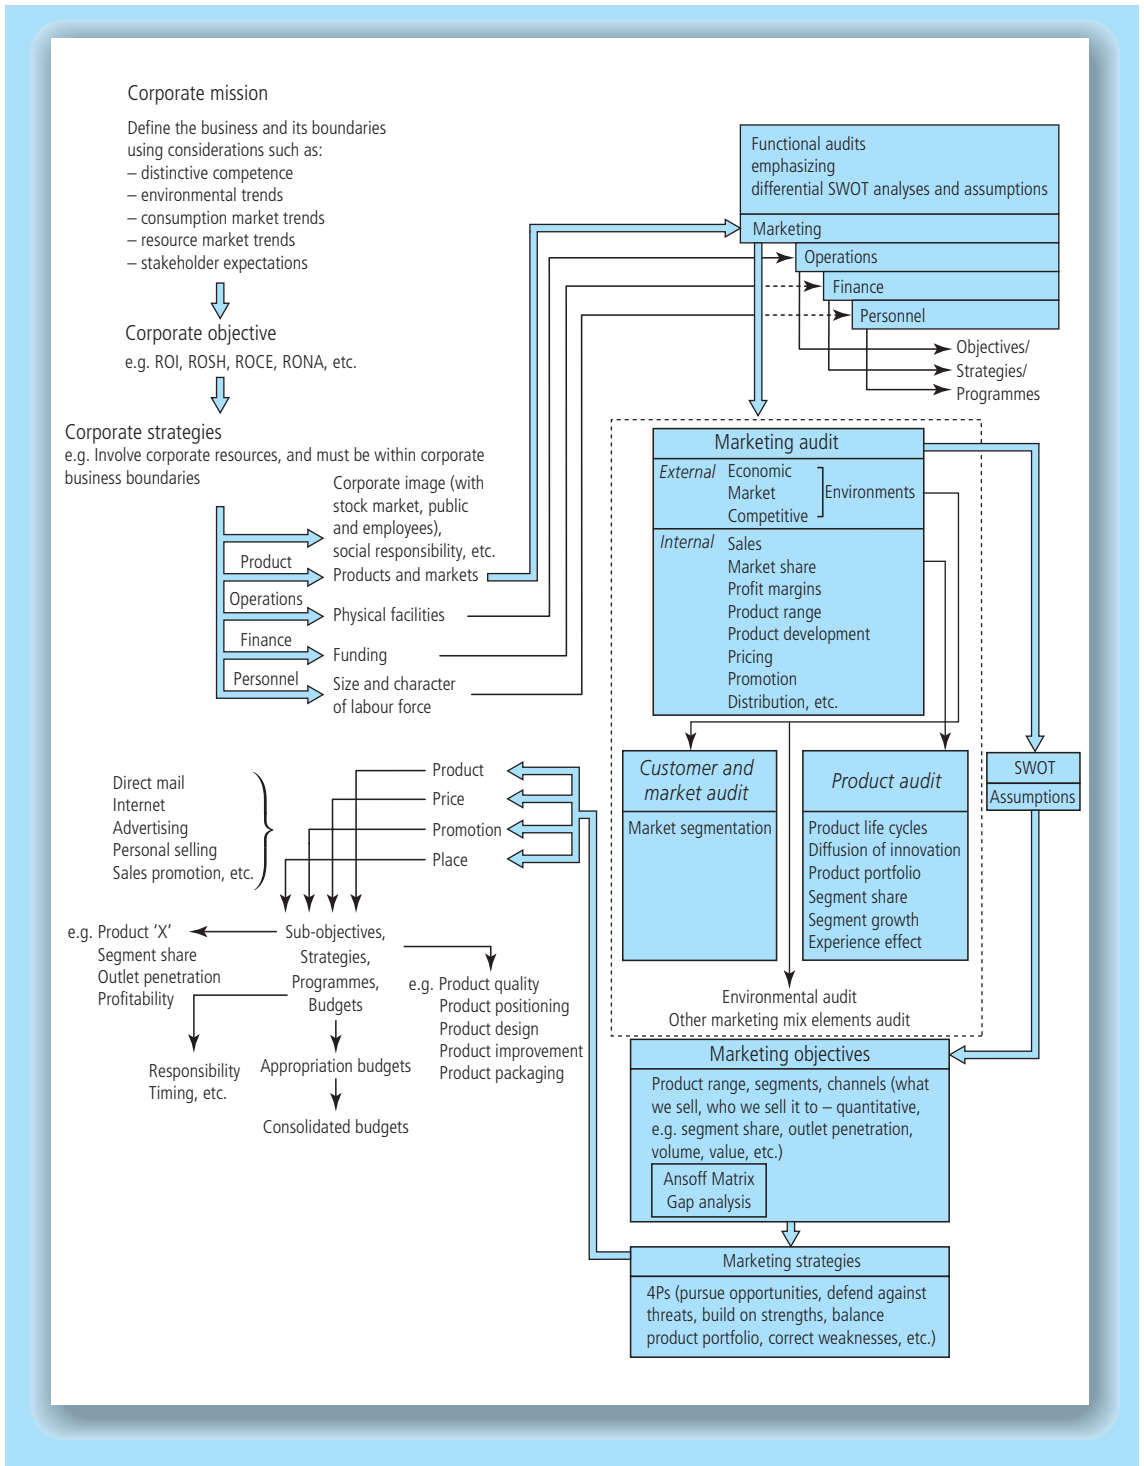 Corporate mission
Define the business and its boundaries
using considerations such as:
– distinctive competence
– environmental trends
– consumption market trends
– resource market trends
– stakeholder expectations
Corporate objective
e.g. ROI, ROSH, ROCE, RONA, etc.
Corporate strategies
e.g. Involve corporate resources, and must be within corporate
business boundaries
Corporate image (with
stock market, public
and employees),
social responsibility, etc.
Product
Products and markets
Operations
Physical facilities
Finance
Funding
Personnel
Size and character
of labour force
Functional audits
emphasizing
differential SWOT analyses and assumptions
Marketing
Operations
Finance
Personnel
Objectives/
Strategies/
Programmes
Marketing audit
External
Economic
Market
Competitive
Environments
Internal
Sales
Market share
Profit margins
Product range
Product development
Pricing
Promotion
Distribution, etc.
Customer and
market audit
Market segmentation
Product audit
Product life cycles
Diffusion of innovation
Product portfolio
Segment share
Segment growth
Experience effect
SWOT
Assumptions
Environmental audit
Other marketing mix elements audit
Marketing objectives
Product range, segments, channels (what
we sell, who we sell it to – quantitative,
e.g. segment share, outlet penetration,
volume, value, etc.)
Ansoff Matrix
Gap analysis
Marketing strategies
4Ps (pursue opportunities, defend against
threats, build on strengths, balance
product portfolio, correct weaknesses, etc.)
Product
Price
Promotion
Place
Direct mail
Internet
Advertising
Personal selling
Sales promotion, etc.
Sub-objectives,
Strategies,
Programmes,
Budgets
e.g. Product ‘X’
Segment share
Outlet penetration
Profitability
e.g. Product quality
Product positioning
Product design
Product improvement
Product packaging
Responsibility
Timing, etc.
Appropriation budgets
Consolidated budgets